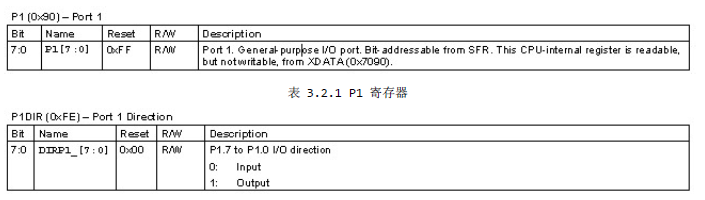 P1 (0x90) – Port 1
Bit Name Reset R/W Description
7:0 P1[7:0] 0xFF R/W Port 1. General-purpose I/O port. Bit-addressable from SFR. This CPU-internal register is readable,
but not writable, from XDATA (0x7090).
表 3.2.1 P1 寄存器
P1DIR (0xFE) – Port 1 Direction
Bit Name Reset R/W Description
7:0 DIRP1_[7:0] 0x00 R/W P1.7 to P1.0 I/O direction
0: Input
1: Output